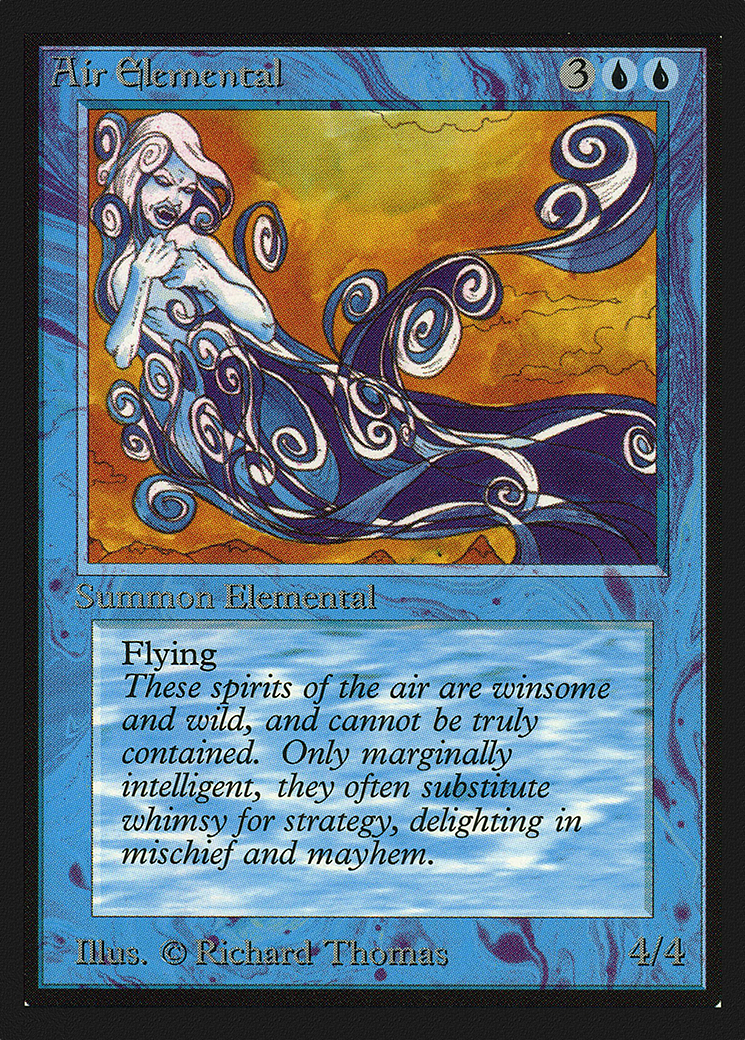 Air Elemental 3
Summon Elemental
Flying
These spirits of the air are winsome
and wild, and cannot be truly
contained. Only marginally
intelligent, they often substitute
whimsy for strategy, delighting in
mischief and mayhem.
Illus. © Richard Thomas 4/4